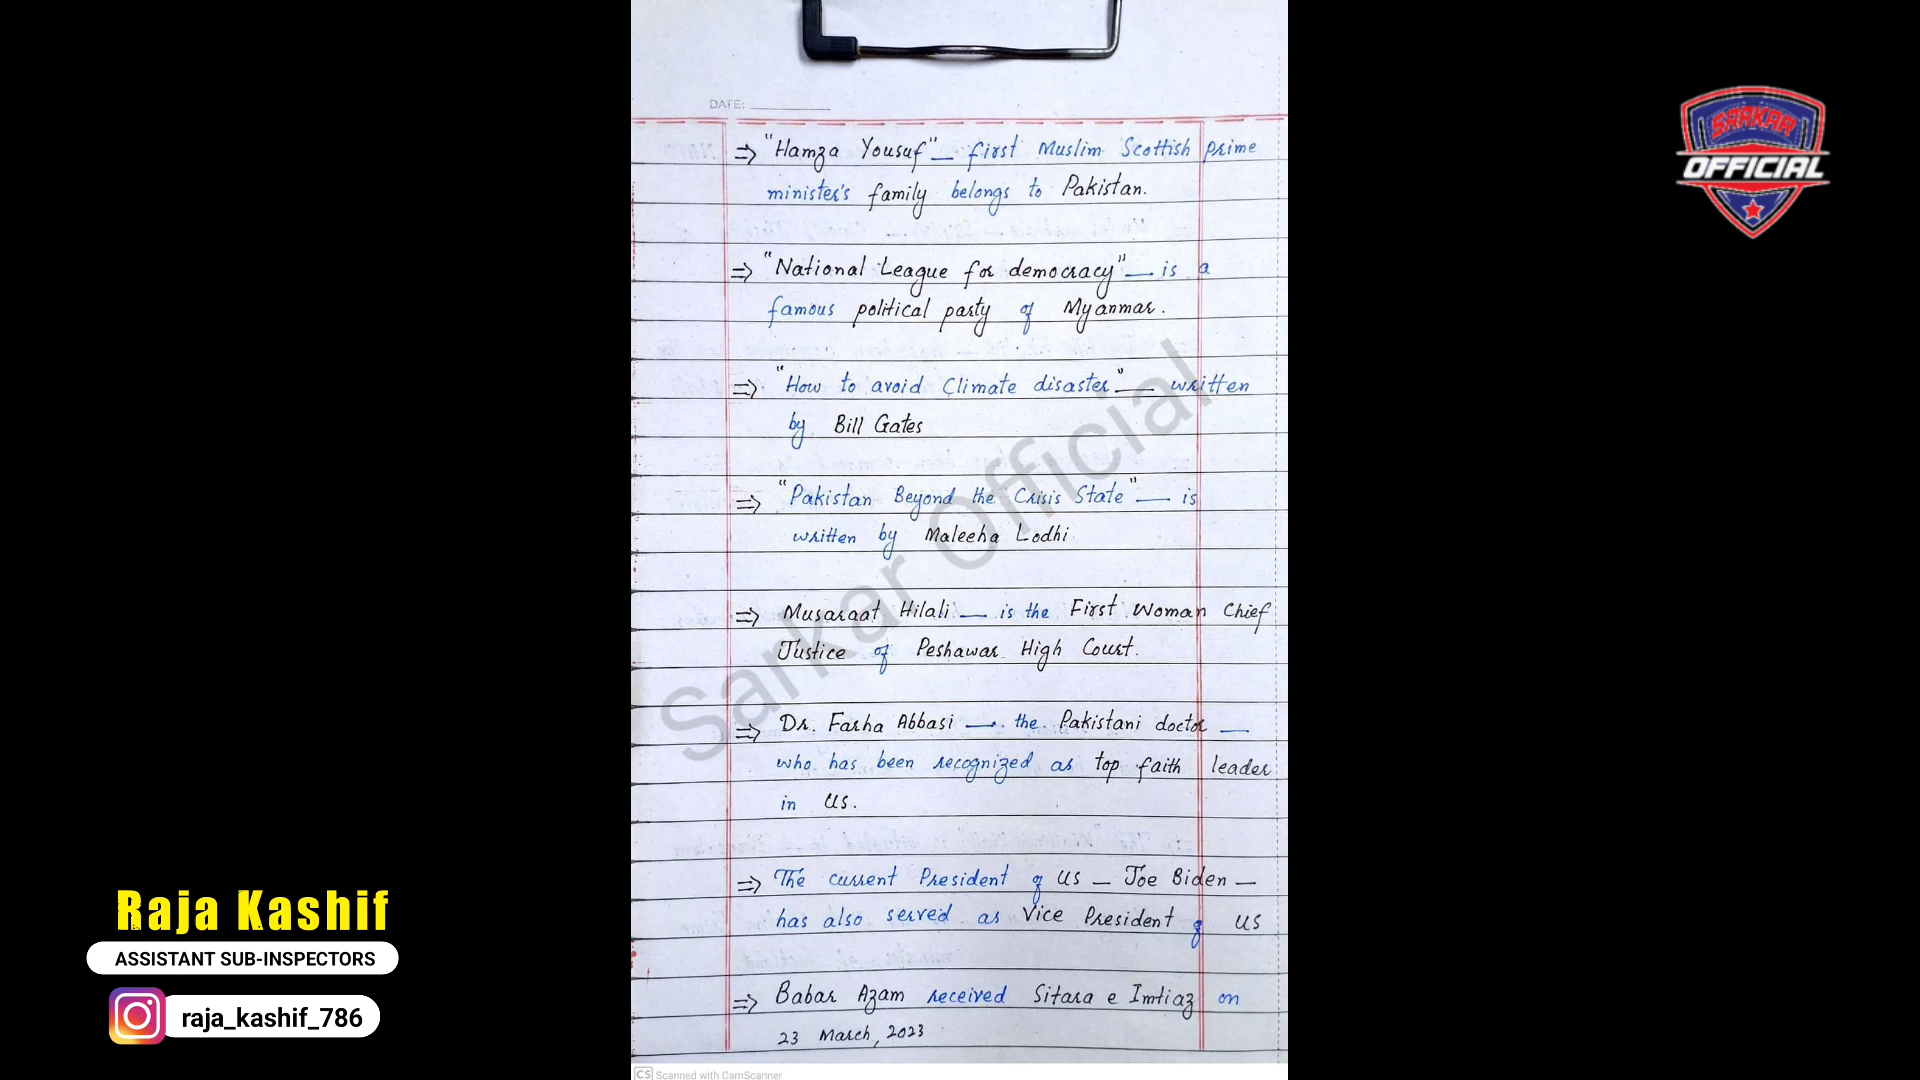 DATE:
⇒ "Hamza Yousuf" — first Muslim Scottish prime
minister's family belongs to Pakistan.
⇒ "National League for democracy" — is a
famous political party of Myanmar.
⇒ "How to avoid Climate disaster" — written
by Bill Gates
⇒ "Pakistan Beyond the Crisis State" — is
written by Maleeha Lodhi
⇒ Musaraat Hilali — is the First Woman Chief
Justice of Peshawar High Court.
⇒ Dr. Farha Abbasi — the Pakistani doctor —
who has been recognized as top faith leader
in US.
⇒ The current President of US — Joe Biden —
has also served as Vice President of US
⇒ Babar Azam received Sitara e Imtiaz on
23 March, 2023
CS Scanned with CamScanner
Sarkar Official
SARKAR
OFFICIAL
Raja Kashif
ASSISTANT SUB-INSPECTORS
raja_kashif_786